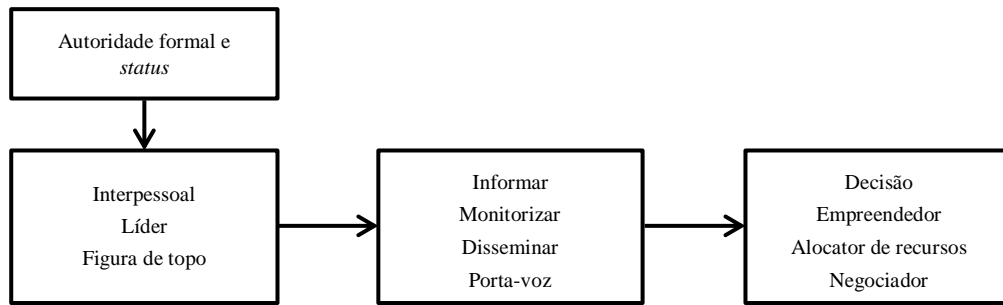 Autoridade formal e
status
Interpessoal
Líder
Figura de topo
Informar
Monitorizar
Disseminar
Porta-voz
Decisão
Empreendedor
Alocator de recursos
Negociador